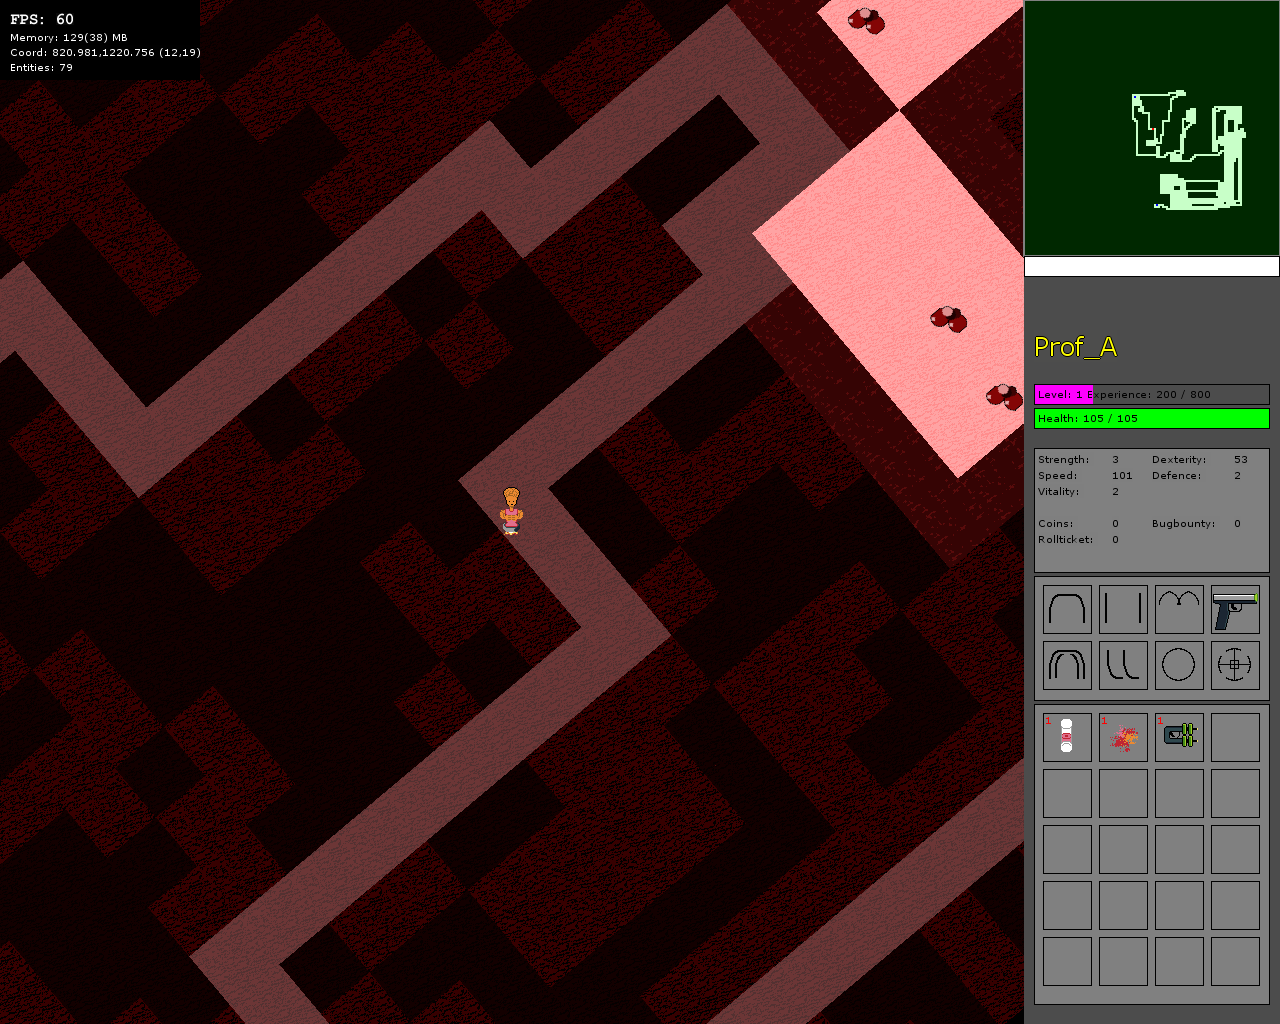 FPS: 60
Memory: 129(38) MB
Coord: 820.981,1220.756 (12,19)
Entities: 79
Prof_A
Level: 1 Experience: 200 / 800
Health: 105 / 105
Strength: 3 Dexterity: 53
Speed: 101 Defence: 2
Vitality: 2
Coins: 0 Bugbounty: 0
Rollticket: 0
1 1 1